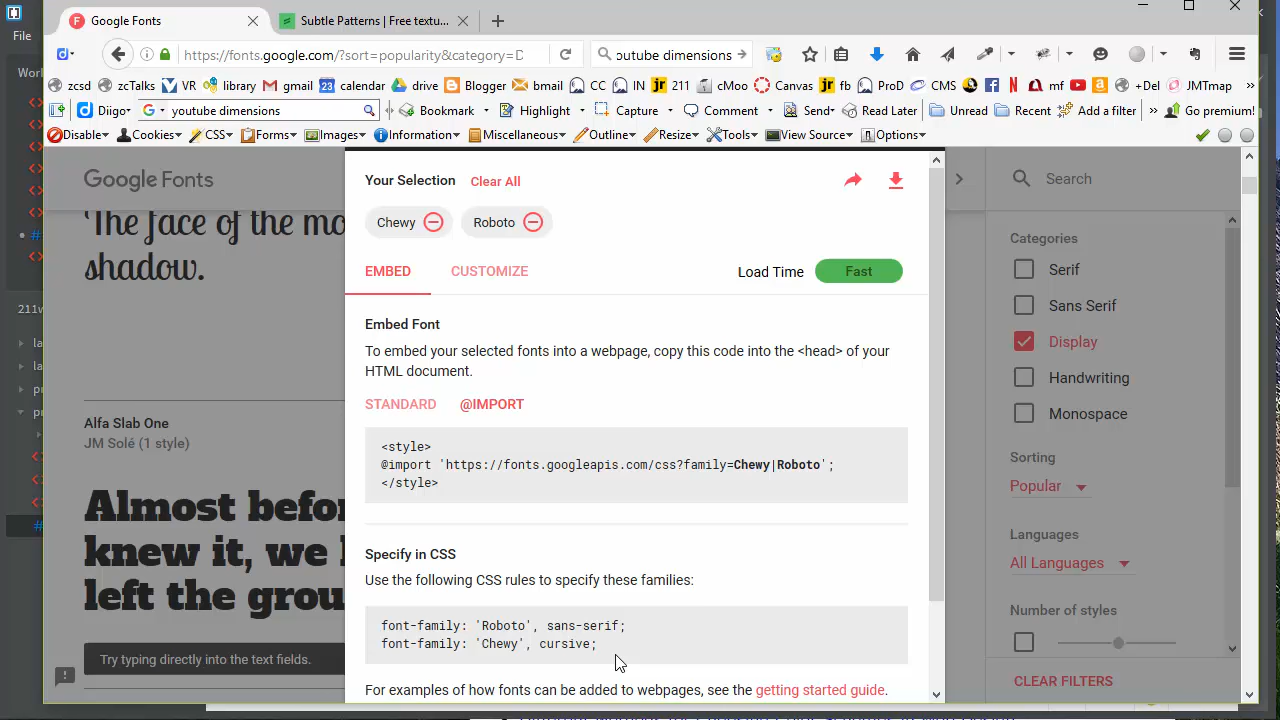 Google Fonts
Subtle Patterns | Free textu...
File
https://fonts.google.com/?sort=popularity&category=D
outube dimensions
zcsd
zcTalks
VR
library
gmail
calendar
drive
Blogger
bmail
CC
IN
211
cMoo
Canvas
fb
ProD
CMS
mf
+Del
JMTmap
Diigo
youtube dimensions
Bookmark
Highlight
Capture
Comment
Send
Read Later
Unread
Recent
Add a filter
Go premium!
Disable
Cookies
CSS
Forms
Images
Information
Miscellaneous
Outline
Resize
Tools
View Source
Options
Google Fonts
The face of the mo
shadow.
Alfa Slab One
JM Solé (1 style)
Almost befor
knew it, we
left the grou
Try typing directly into the text fields.
Your Selection Clear All
Chewy Roboto
EMBED CUSTOMIZE Load Time Fast
Embed Font
To embed your selected fonts into a webpage, copy this code into the <head> of your
HTML document.
STANDARD @IMPORT
<style>
@import 'https://fonts.googleapis.com/css?family=Chewy|Roboto';
</style>
Specify in CSS
Use the following CSS rules to specify these families:
font-family: 'Roboto', sans-serif;
font-family: 'Chewy', cursive;
For examples of how fonts can be added to webpages, see the getting started guide.
Search
Categories
Serif
Sans Serif
Display
Handwriting
Monospace
Sorting
Popular
Languages
All Languages
Number of styles
CLEAR FILTERS